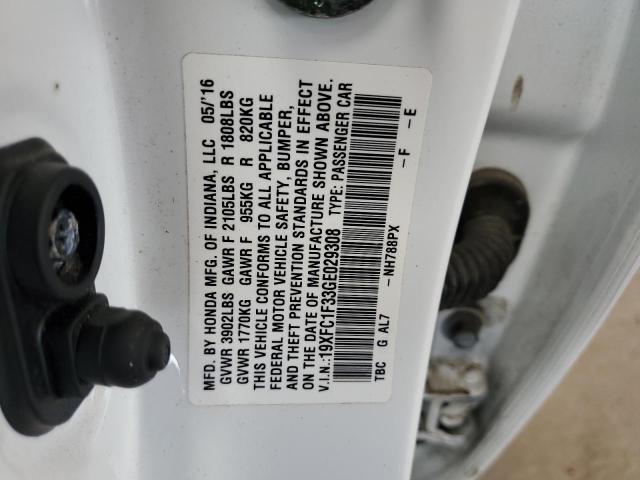 MFD. BY HONDA MFG. OF INDIANA, LLC 05/'16
GVWR 3902LBS GAWR F 2105LBS R 1808LBS
GVWR 1770KG GAWR F 955KG R 820KG
THIS VEHICLE CONFORMS TO ALL APPLICABLE
FEDERAL MOTOR VEHICLE SAFETY, BUMPER,
AND THEFT PREVENTION STANDARDS IN EFFECT
ON THE DATE OF MANUFACTURE SHOWN ABOVE.
V.I.N.:19XFC1F33GE029308 TYPE: PASSENGER CAR
TBC G AL7 -NH788PX -F -E